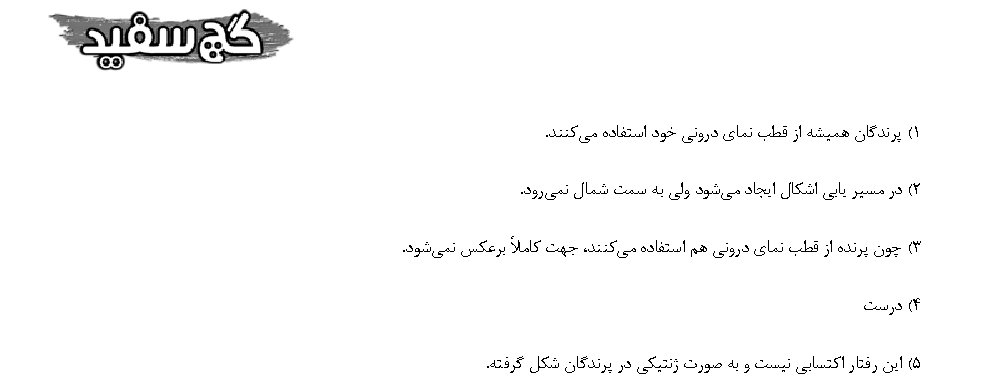 گچ سفید
۱) پرندگان همیشه از قطب نمای درونی خود استفاده می‌کنند.
۲) در مسیر یابی اشکال ایجاد می‌شود ولی به سمت شمال نمی‌رود.
۳) چون پرنده از قطب نمای درونی هم استفاده می‌کنند، جهت کاملاً برعکس نمی‌شود.
۴) درست
۵) این رفتار اکتسابی نیست و به صورت ژنتیکی در پرندگان شکل گرفته.